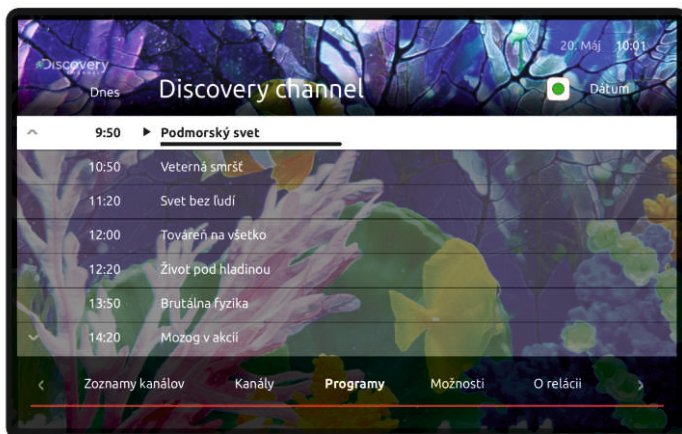 20. Máj 10:01
Discovery
CHANNEL
Dnes Discovery channel Dátum
9:50 Podmorský svet
10:50 Veterná smršť
11:20 Svet bez ľudí
12:00 Továreň na všetko
12:20 Život pod hladinou
13:50 Brutálna fyzika
14:20 Mozog v akcii
Zoznamy kanálov Kanály Programy Možnosti O relácii